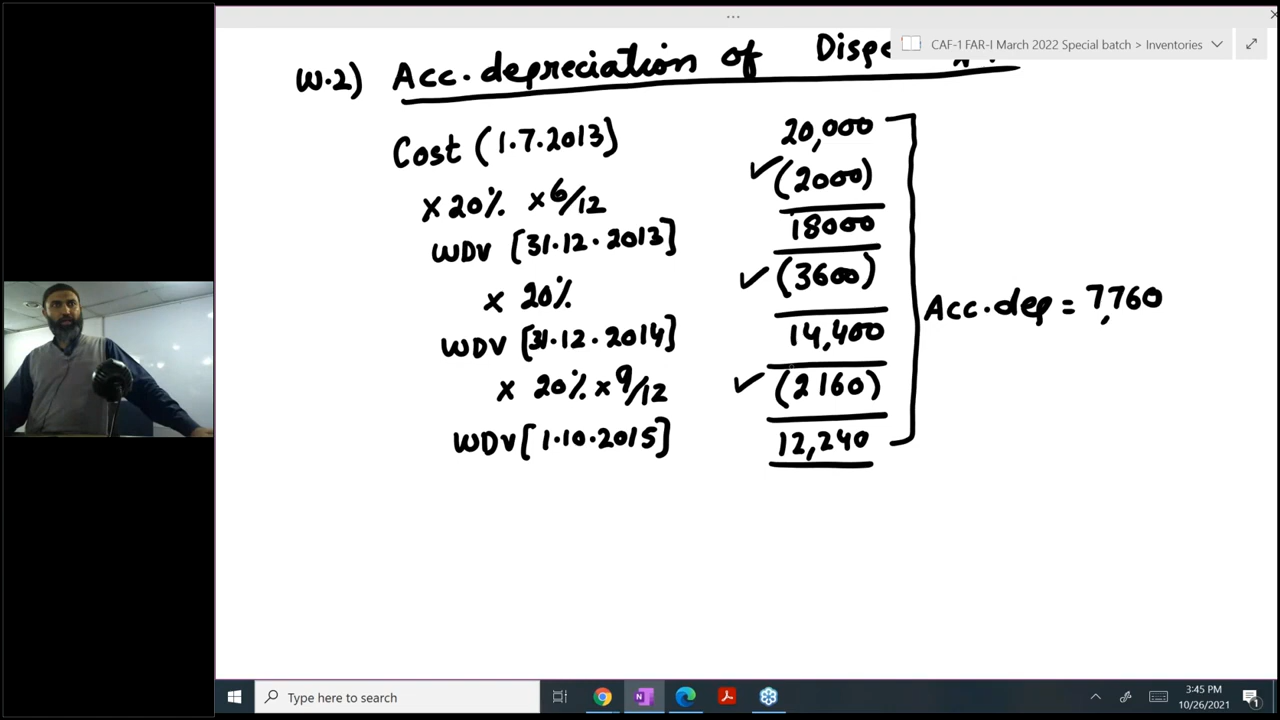 CAF-1 FAR-I March 2022 Special batch > Inventories
W.2) Acc. depreciation of
Cost (1.7.2013] 20,000
x 20% x 6/12 (2000)
WDV [31.12.2013] 18000
x 20% (3600)
WDV [31.12.2014] 14,400
x 20% x 9/12 (2160)
WDV [1.10.2015] 12,240
Acc.dep = 7,760
Type here to search
3:45 PM
10/26/2021
1